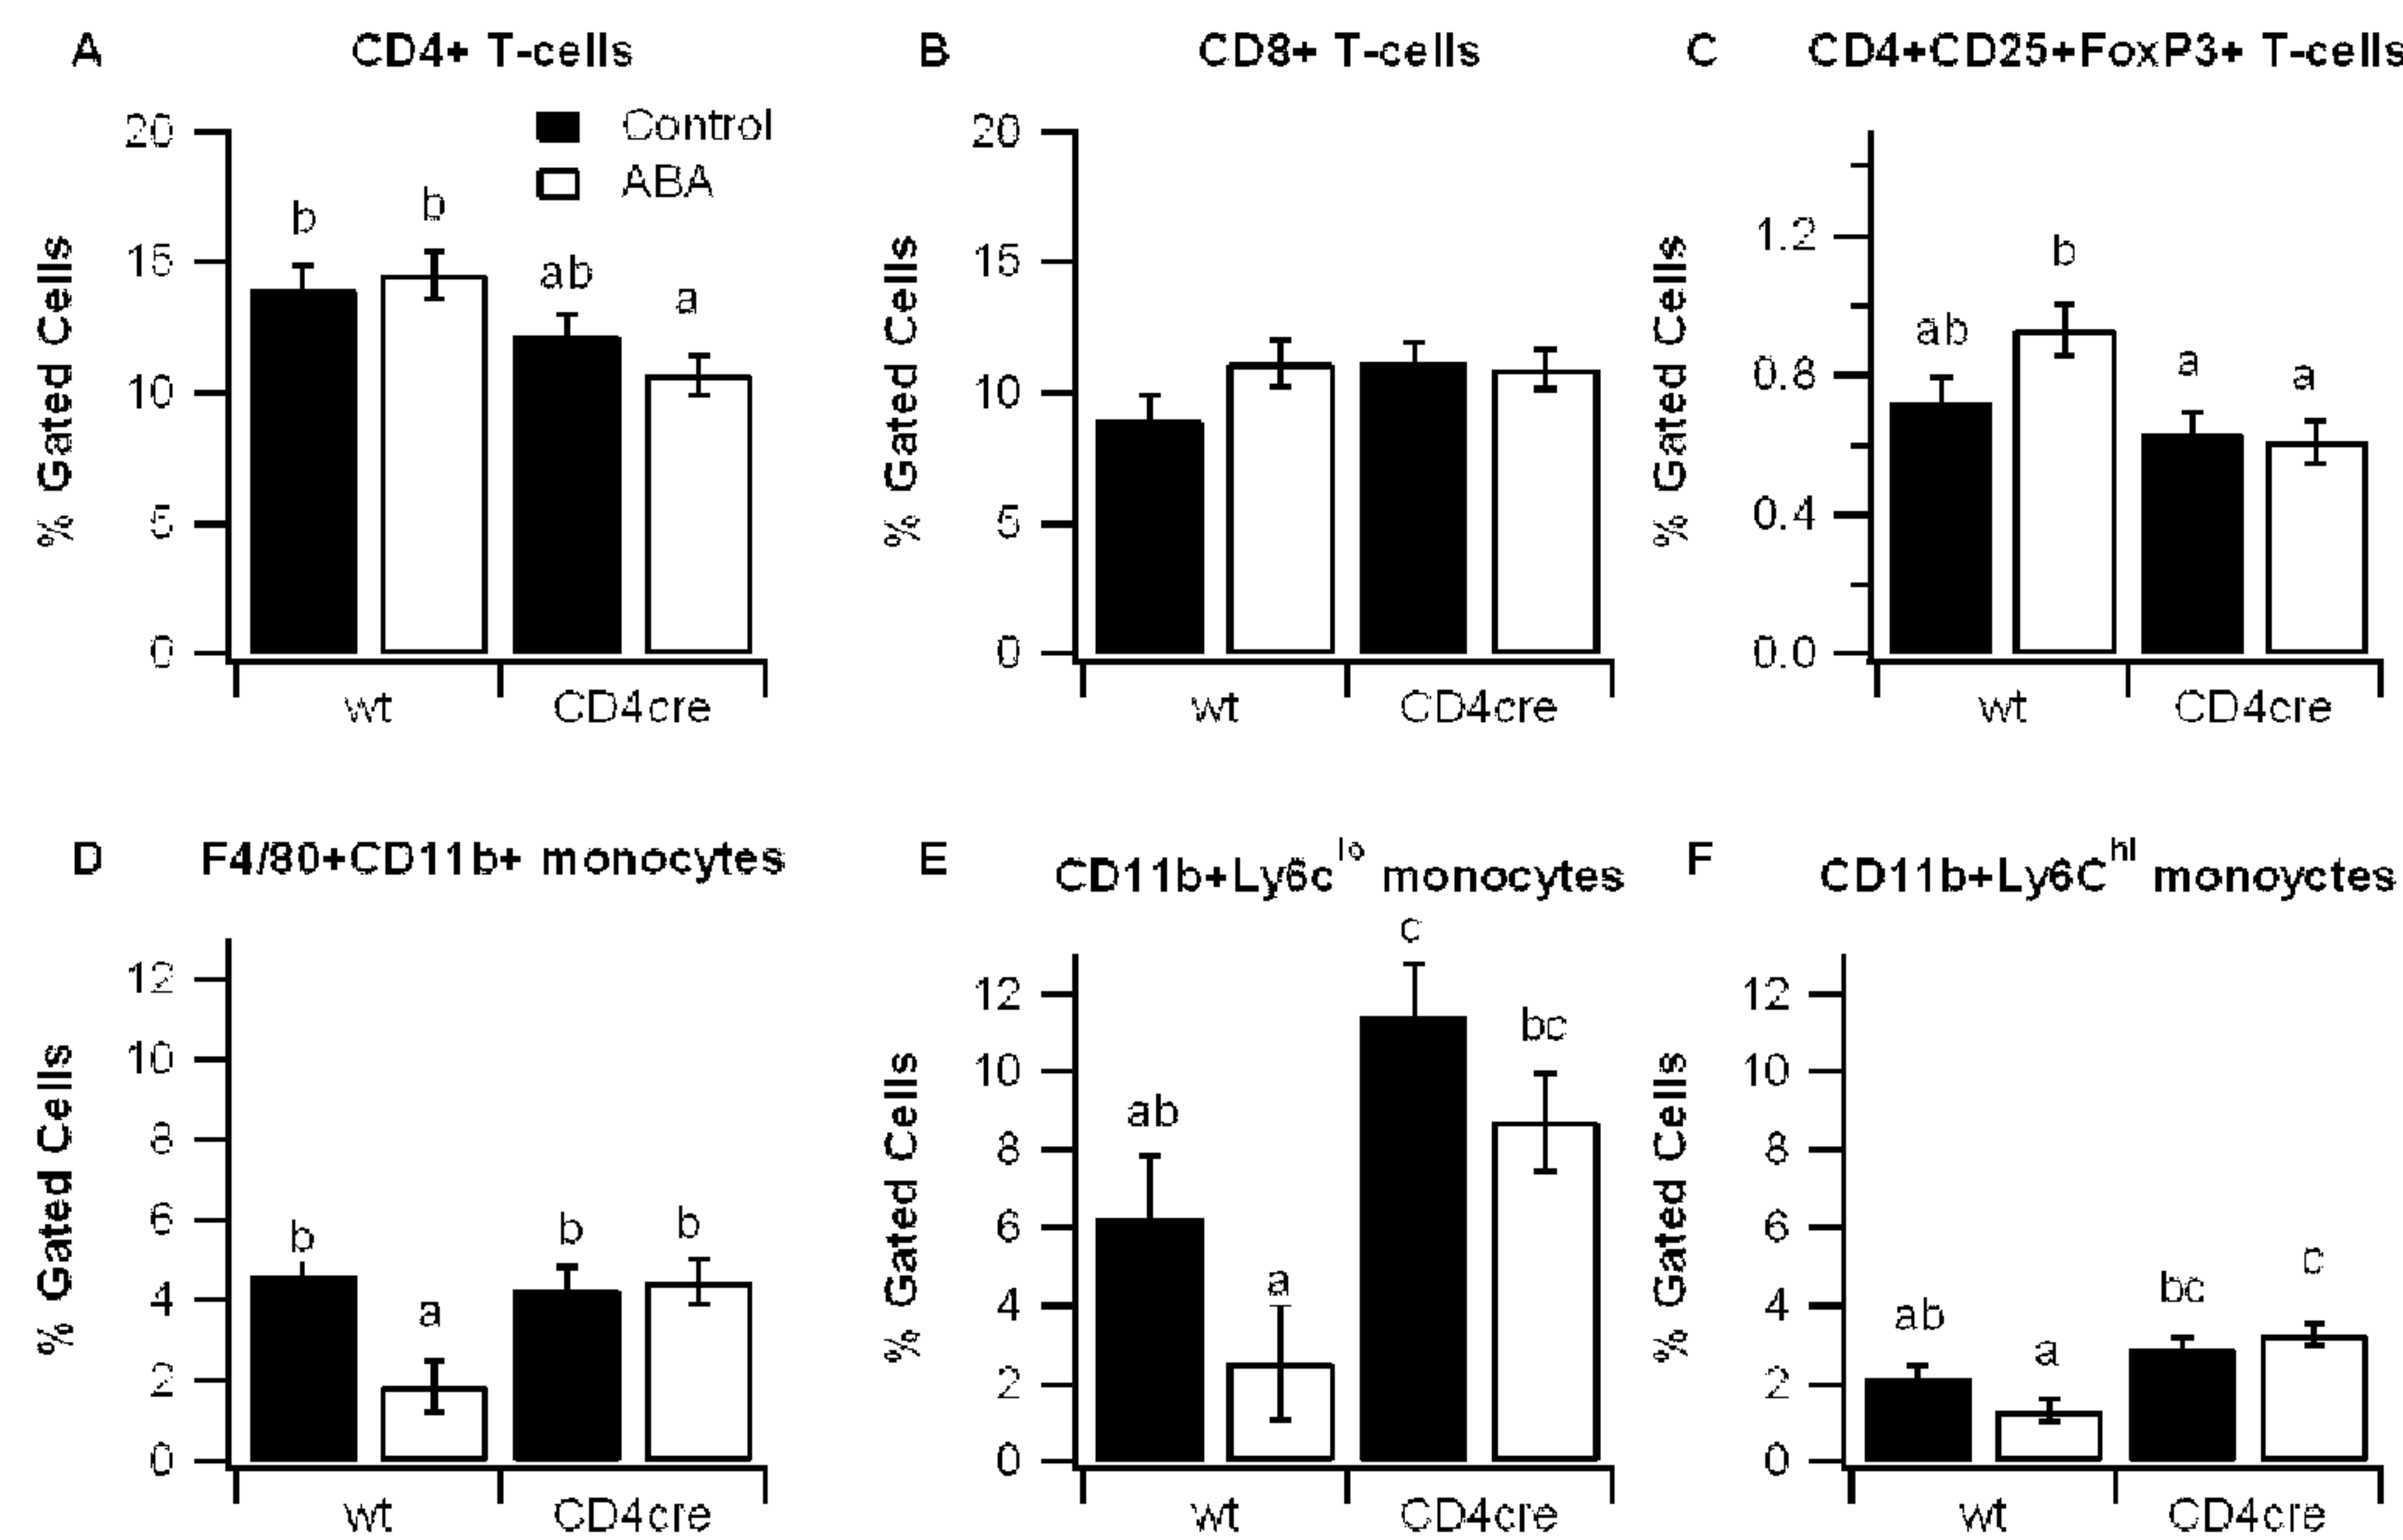 A CD4+ T-cells
Control
ABA
20
15
10
5
0
% Gated Cells
b
b
ab
a
wt
CD4cre
B CD8+ T-cells
20
15
10
5
0
% Gated Cells
wt
CD4cre
C CD4+CD25+FoxP3+ T-cells
1.2
0.8
0.4
0.0
% Gated Cells
ab
b
a
a
wt
CD4cre
D F4/80+CD11b+ monocytes
12
10
8
6
4
2
0
% Gated Cells
b
a
b
b
wt
CD4cre
E CD11b+Ly6c^lo monocytes
12
10
8
6
4
2
0
% Gated Cells
ab
a
c
bc
wt
CD4cre
F CD11b+Ly6C^hi monoyctes
12
10
8
6
4
2
0
% Gated Cells
ab
a
bc
c
wt
CD4cre